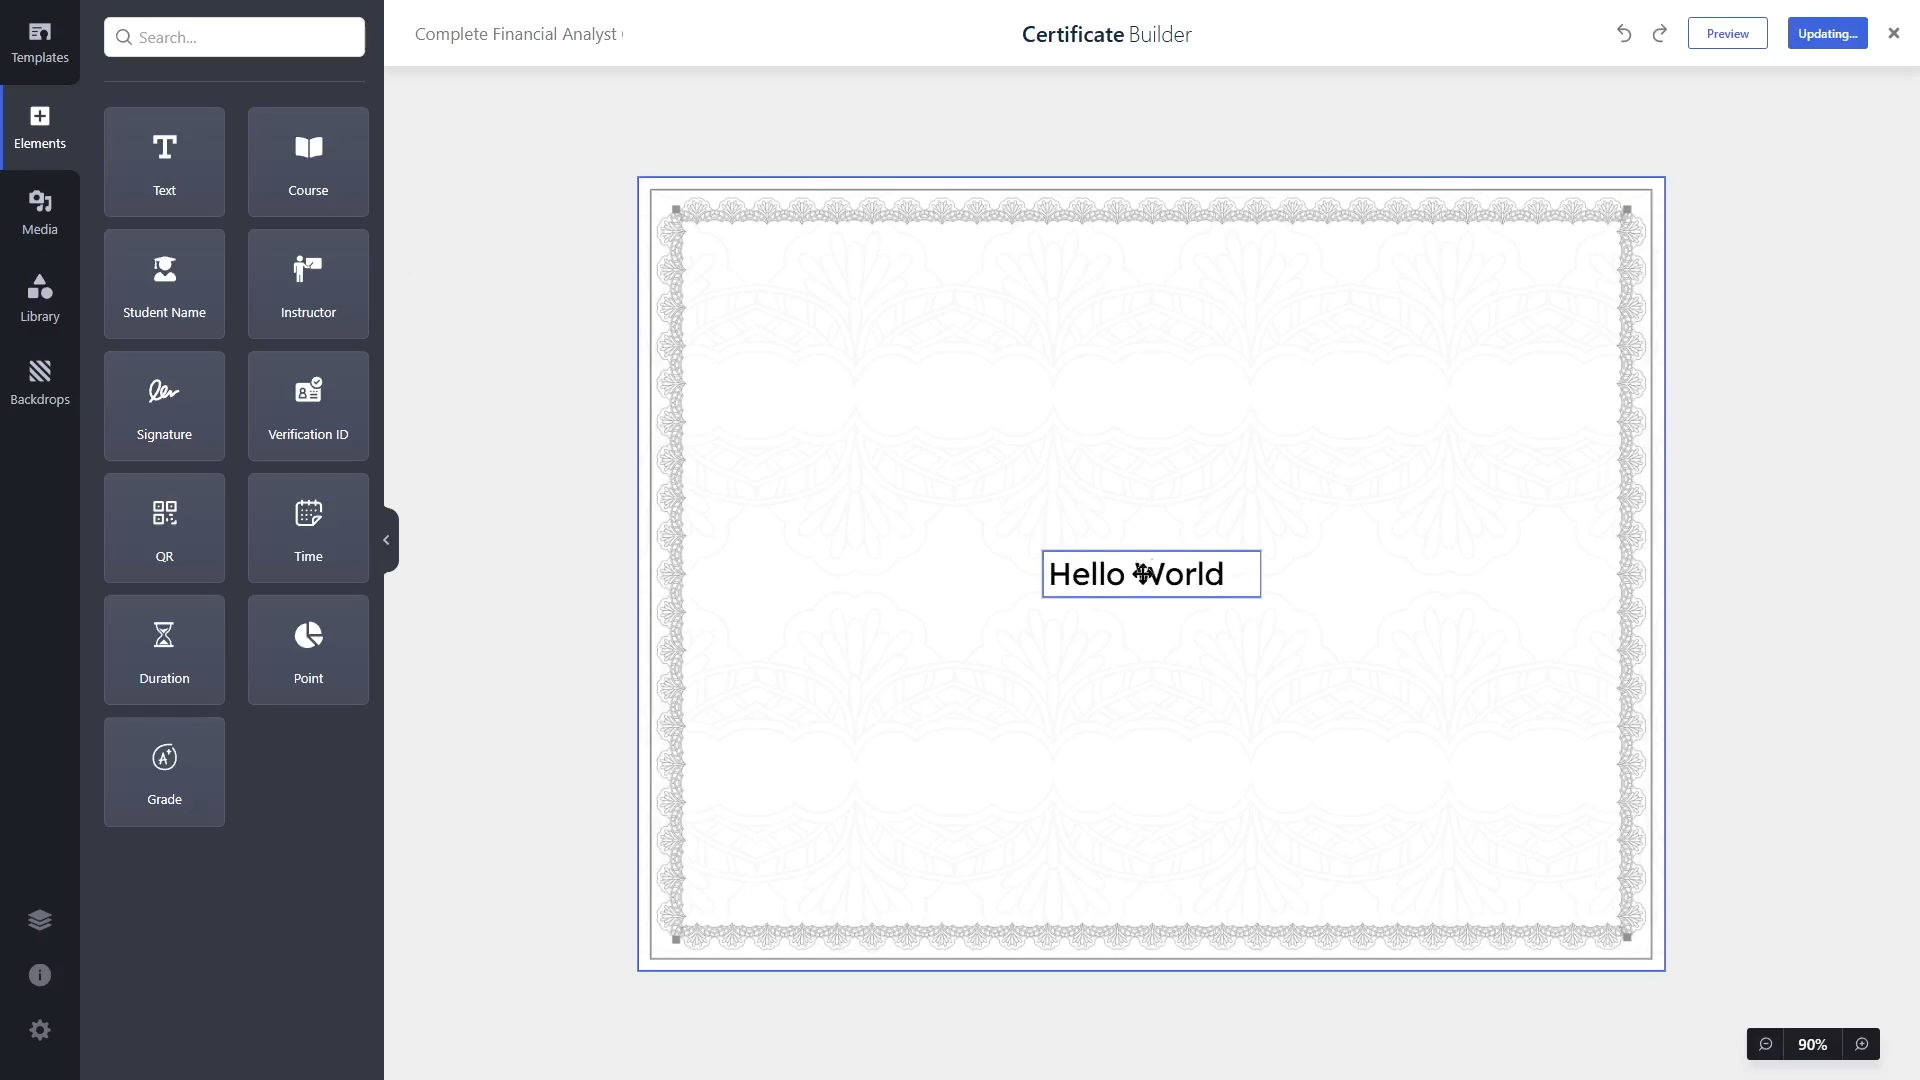 Templates
Elements
Media
Library
Backdrops
Search...
Text
Course
Student Name
Instructor
Signature
Verification ID
QR
Time
Duration
Point
Grade
Complete Financial Analyst
Certificate Builder
Preview
Updating...
Hello World
90%